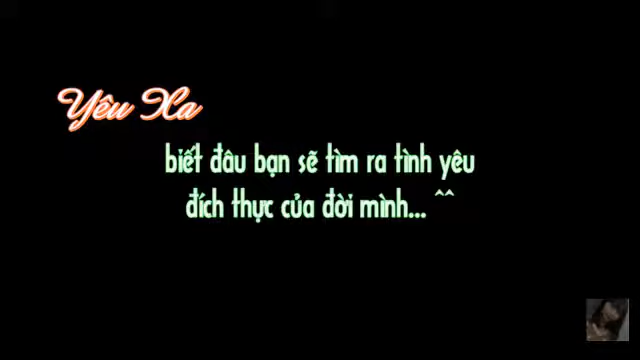 Yêu Xa
biết đâu bạn sẽ tìm ra tình yêu
đích thực của đời mình... ^^